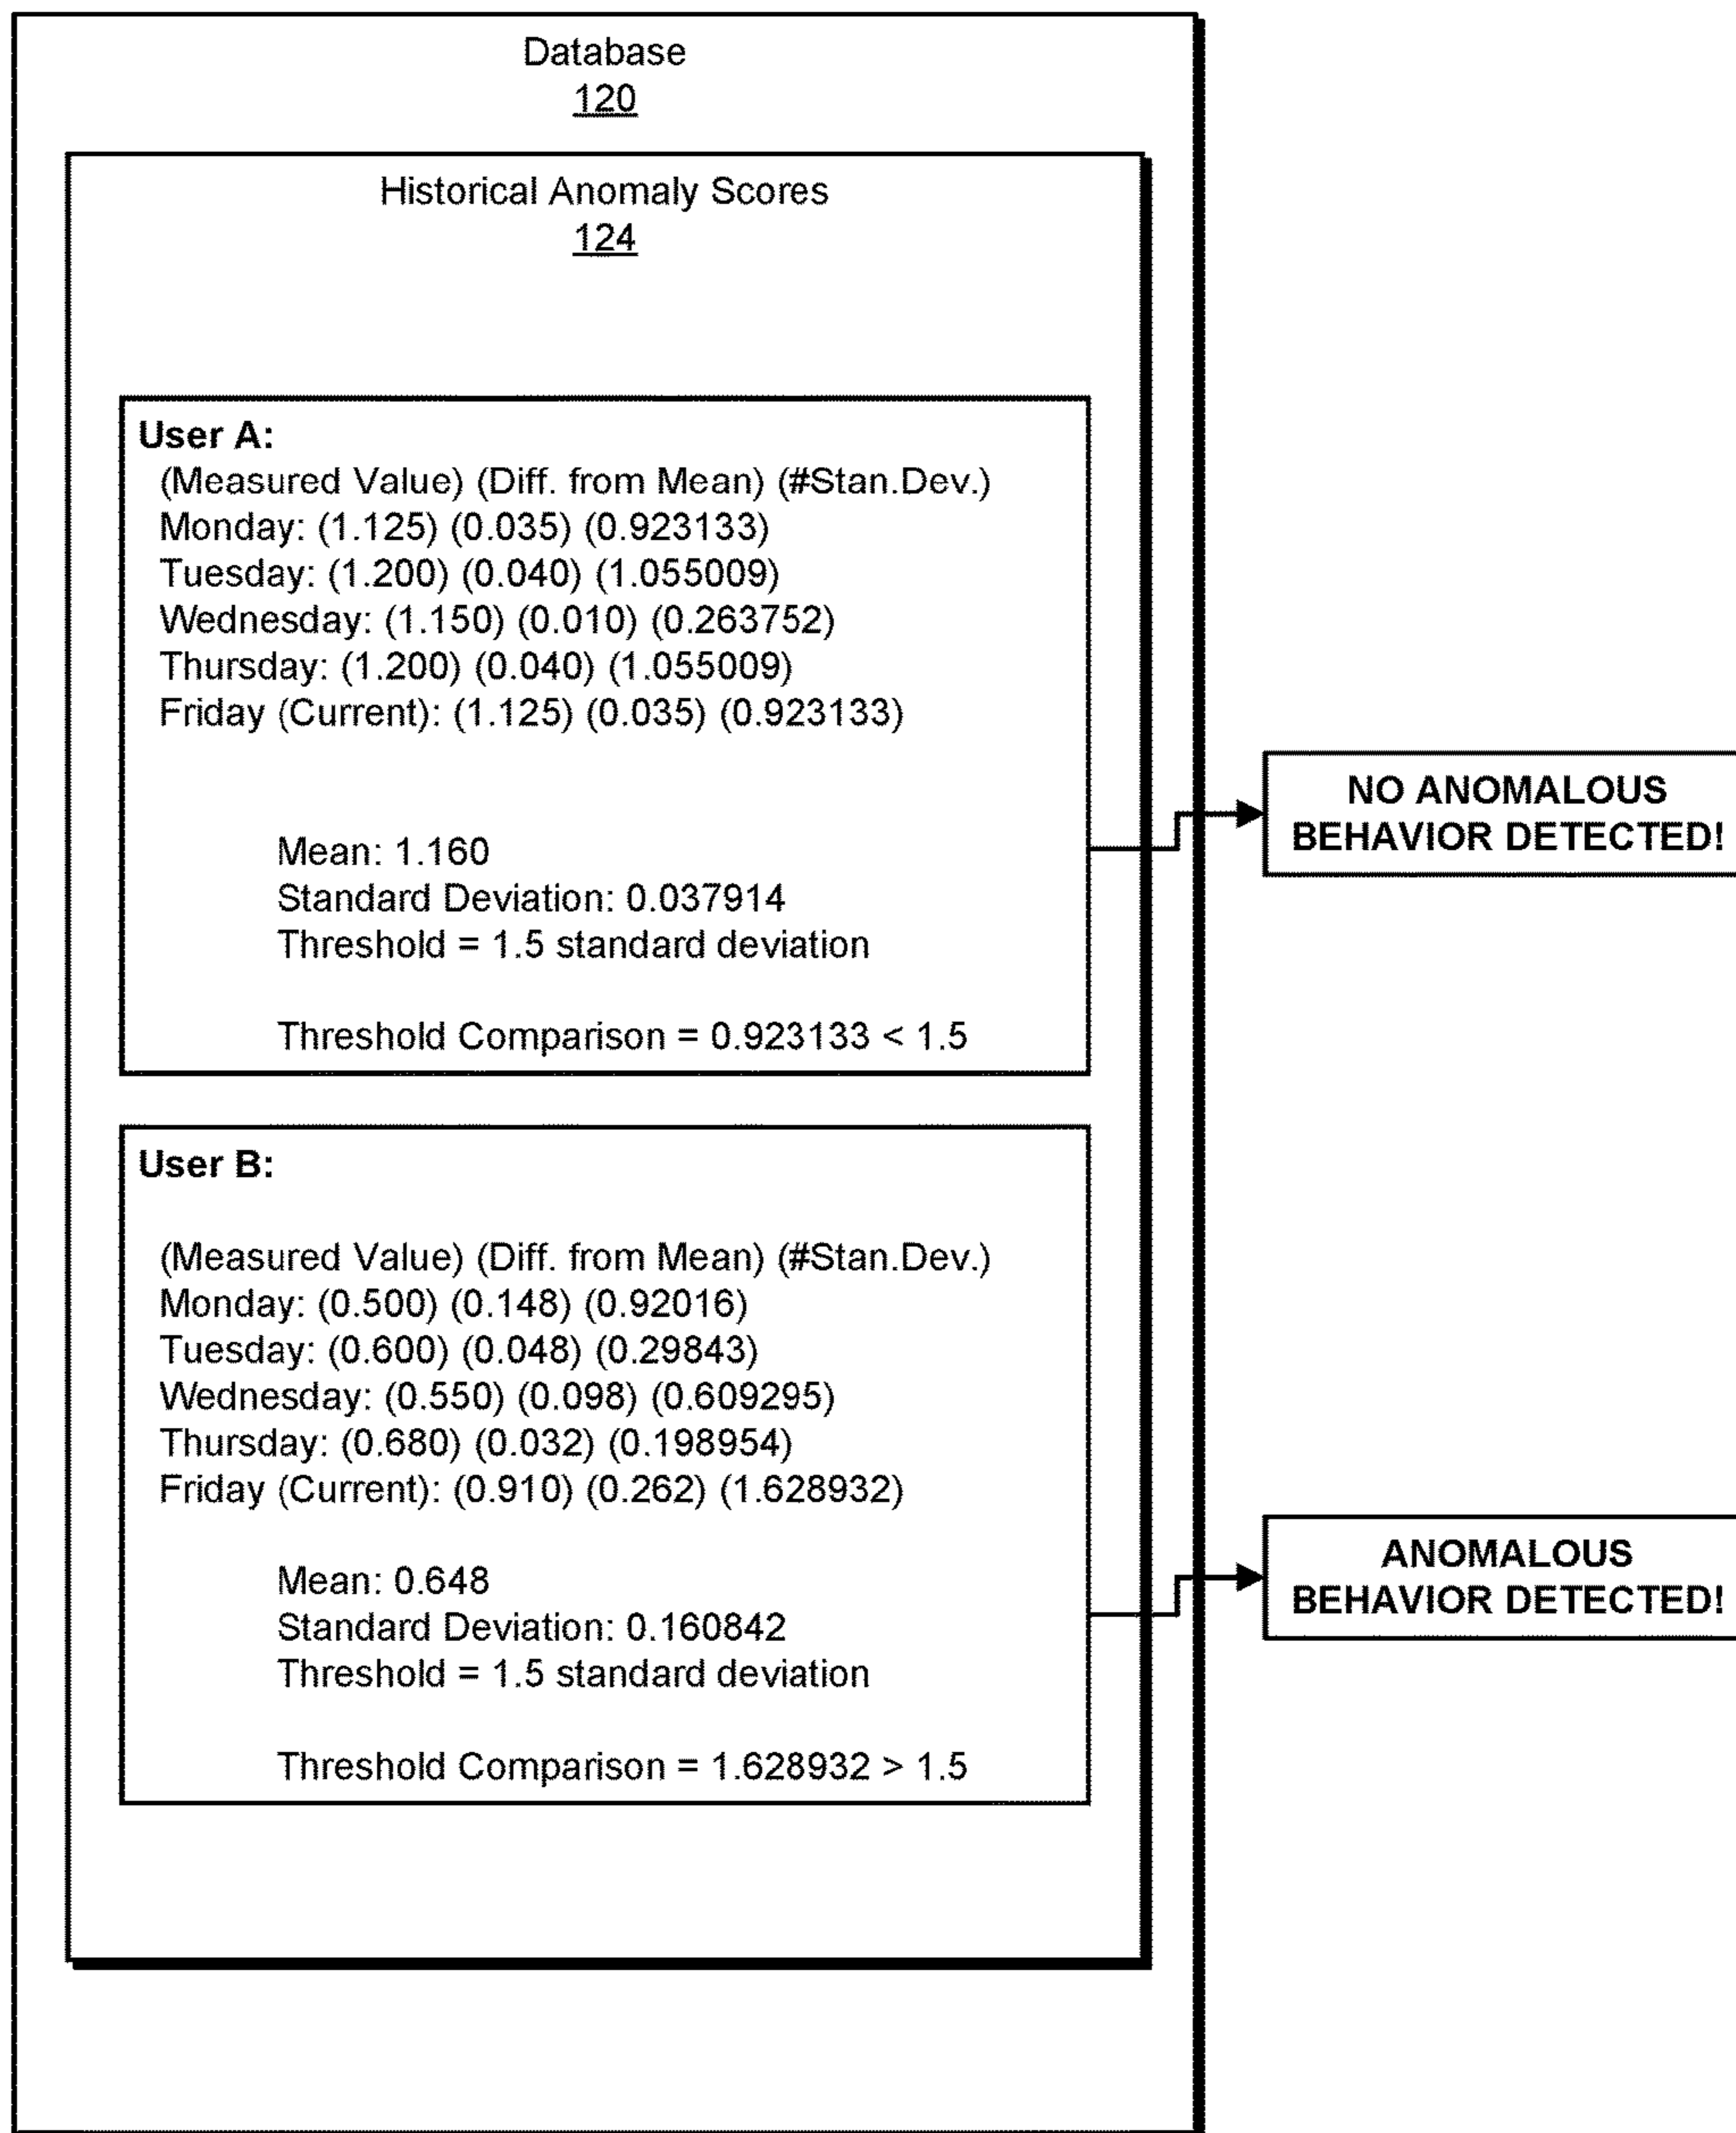 Database
120
Historical Anomaly Scores
124
User A:
(Measured Value) (Diff. from Mean) (#Stan.Dev.)
Monday: (1.125) (0.035) (0.923133)
Tuesday: (1.200) (0.040) (1.055009)
Wednesday: (1.150) (0.010) (0.263752)
Thursday: (1.200) (0.040) (1.055009)
Friday (Current): (1.125) (0.035) (0.923133)
Mean: 1.160
Standard Deviation: 0.037914
Threshold = 1.5 standard deviation
Threshold Comparison = 0.923133 < 1.5
NO ANOMALOUS
BEHAVIOR DETECTED!
User B:
(Measured Value) (Diff. from Mean) (#Stan.Dev.)
Monday: (0.500) (0.148) (0.92016)
Tuesday: (0.600) (0.048) (0.29843)
Wednesday: (0.550) (0.098) (0.609295)
Thursday: (0.680) (0.032) (0.198954)
Friday (Current): (0.910) (0.262) (1.628932)
Mean: 0.648
Standard Deviation: 0.160842
Threshold = 1.5 standard deviation
Threshold Comparison = 1.628932 > 1.5
ANOMALOUS
BEHAVIOR DETECTED!